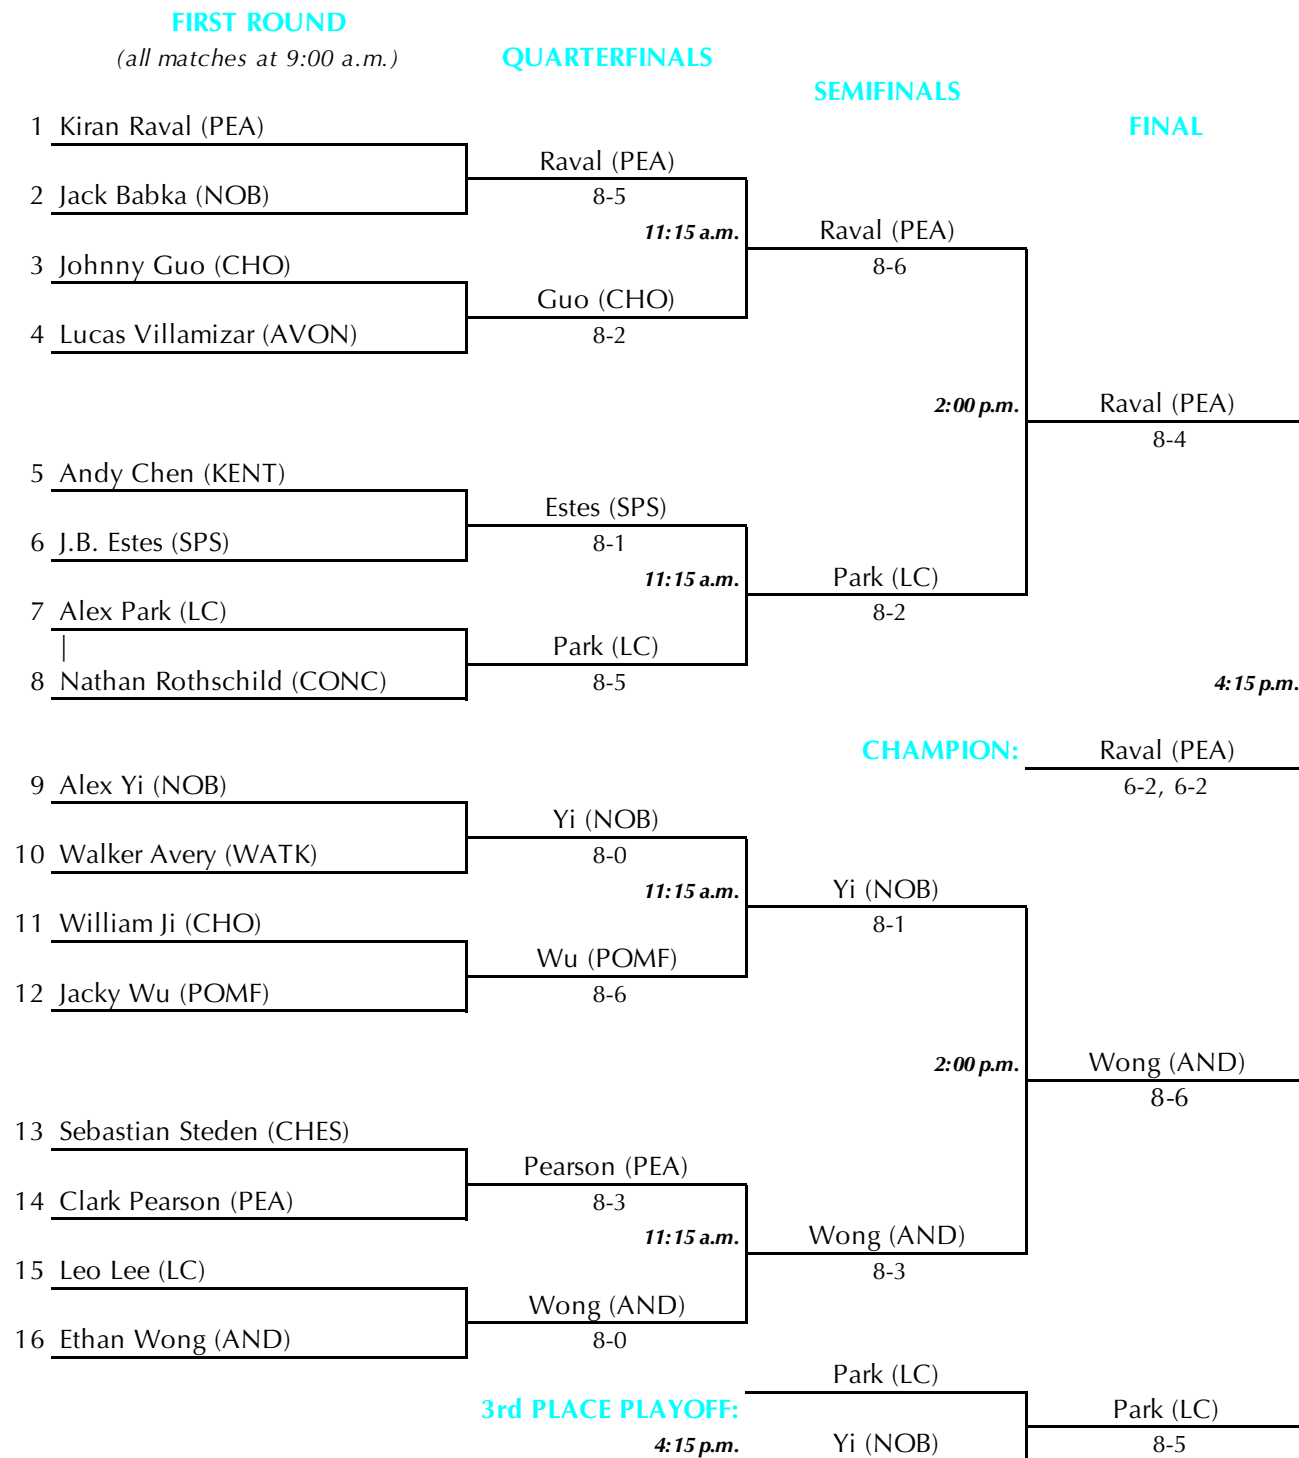 FIRST ROUND
(all matches at 9:00 a.m.)
QUARTERFINALS
SEMIFINALS
FINAL
1 Kiran Raval (PEA)
Raval (PEA)
2 Jack Babka (NOB)
8-5
11:15 a.m.
Raval (PEA)
3 Johnny Guo (CHO)
8-6
Guo (CHO)
4 Lucas Villamizar (AVON)
8-2
2:00 p.m.
Raval (PEA)
8-4
5 Andy Chen (KENT)
Estes (SPS)
6 J.B. Estes (SPS)
8-1
11:15 a.m.
Park (LC)
7 Alex Park (LC)
8-2
|
Park (LC)
8 Nathan Rothschild (CONC)
8-5
4:15 p.m.
CHAMPION:
Raval (PEA)
9 Alex Yi (NOB)
6-2, 6-2
Yi (NOB)
10 Walker Avery (WATK)
8-0
11:15 a.m.
Yi (NOB)
11 William Ji (CHO)
8-1
Wu (POMF)
12 Jacky Wu (POMF)
8-6
2:00 p.m.
Wong (AND)
8-6
13 Sebastian Steden (CHES)
Pearson (PEA)
14 Clark Pearson (PEA)
8-3
11:15 a.m.
Wong (AND)
15 Leo Lee (LC)
8-3
Wong (AND)
16 Ethan Wong (AND)
8-0
Park (LC)
3rd PLACE PLAYOFF:
Park (LC)
4:15 p.m.
Yi (NOB)
8-5